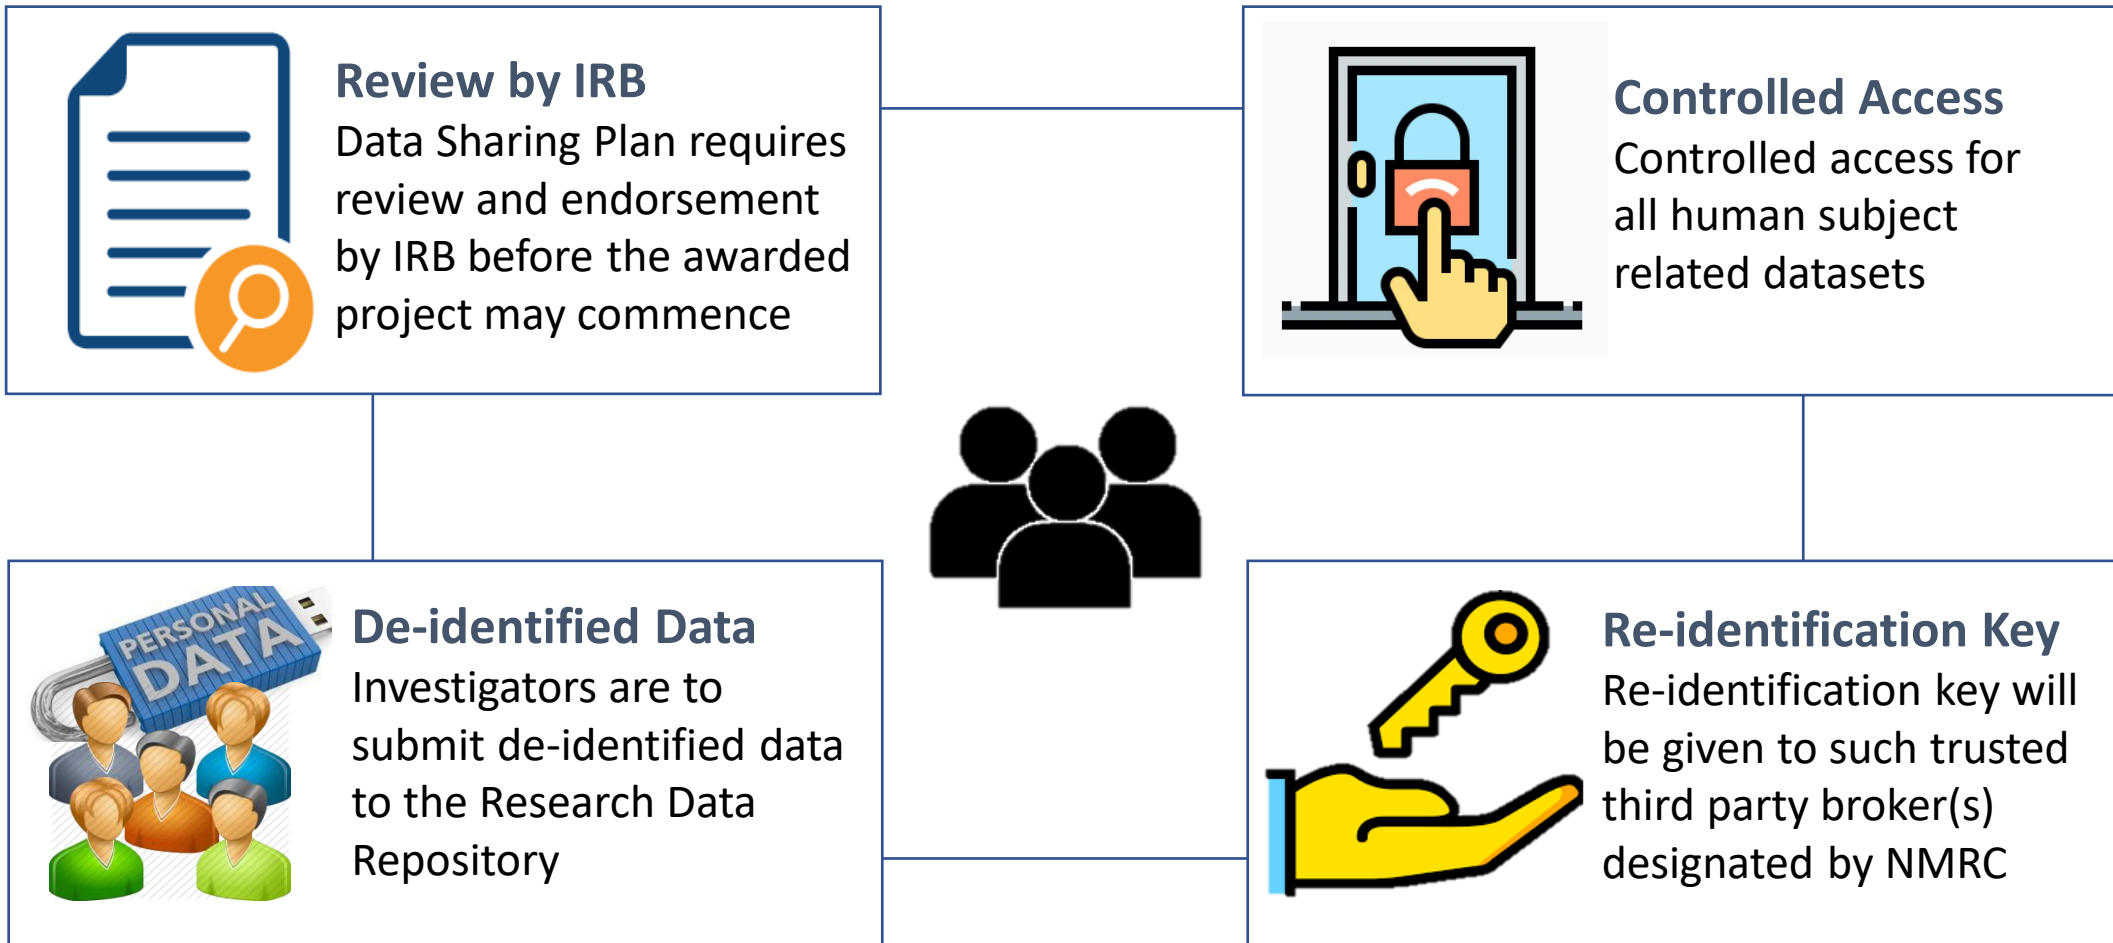 Review by IRB
Data Sharing Plan requires
review and endorsement
by IRB before the awarded
project may commence
Controlled Access
Controlled access for
all human subject
related datasets
PERSONAL
DATA
De-identified Data
Investigators are to
submit de-identified data
to the Research Data
Repository
Re-identification Key
Re-identification key will
be given to such trusted
third party broker(s)
designated by NMRC